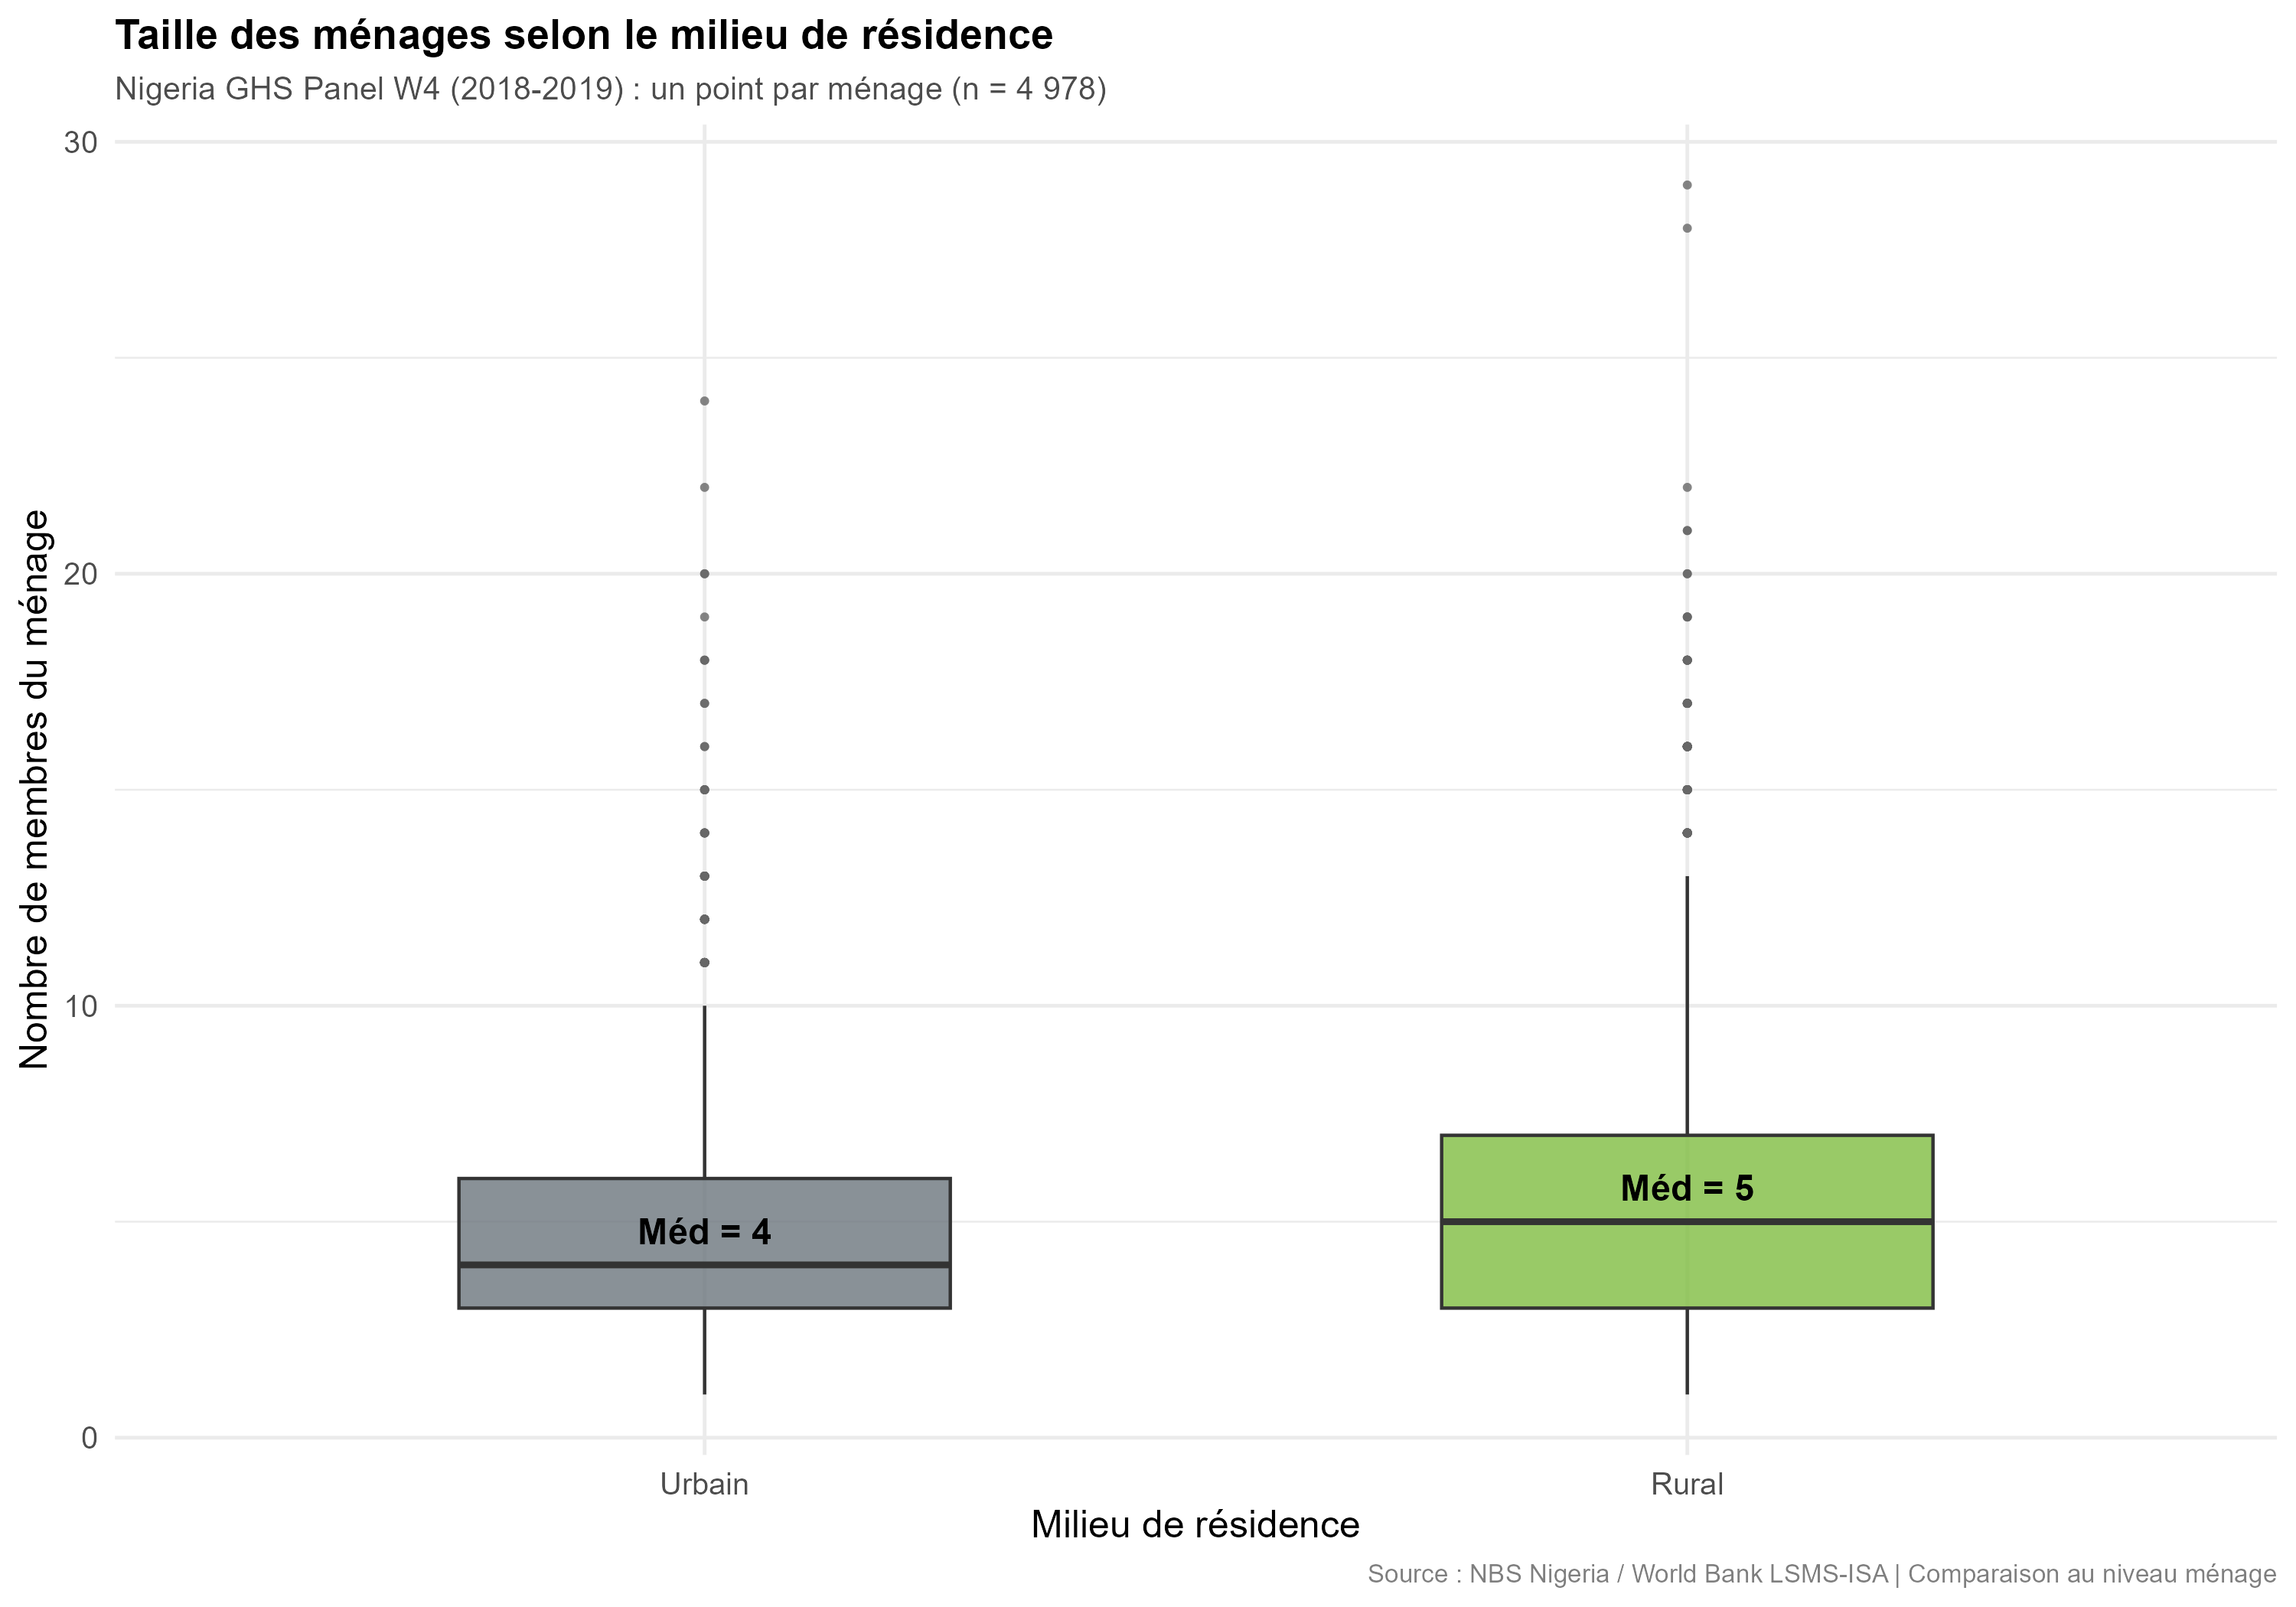 Taille des ménages selon le milieu de résidence
Nigeria GHS Panel W4 (2018-2019) : un point par ménage (n = 4 978)
Nombre de membres du ménage
30
20
10
0
Méd = 4
Méd = 5
Urbain
Rural
Milieu de résidence
Source : NBS Nigeria / World Bank LSMS-ISA | Comparaison au niveau ménage